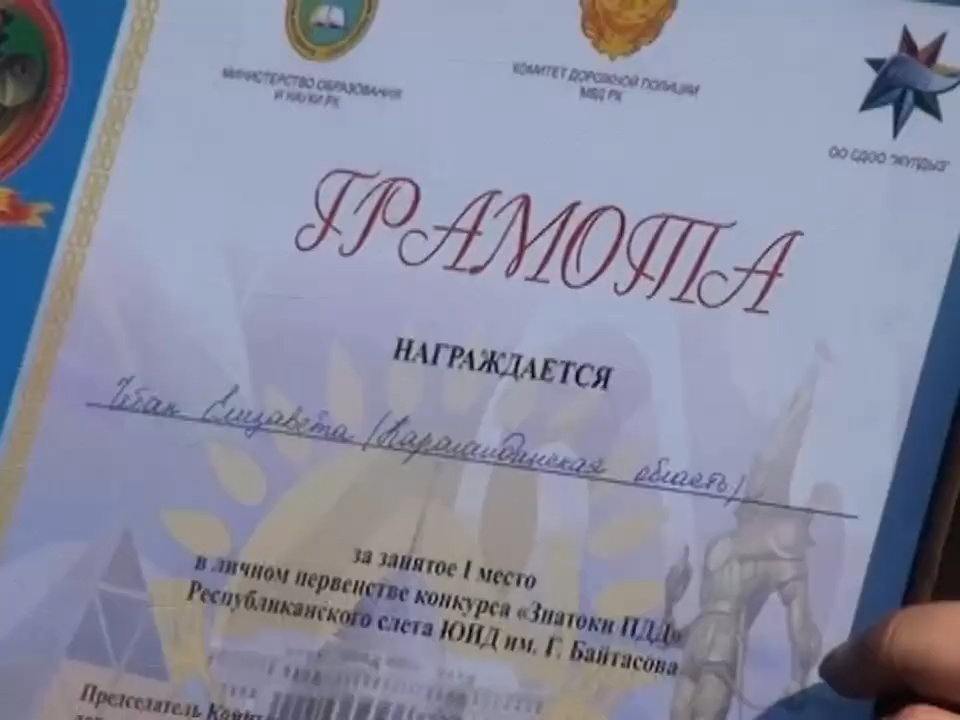 МИНИСТЕРСТВО ОБРАЗОВАНИЯ
И НАУКИ РК
КОМИТЕТ ДОРОЖНОЙ ПОЛИЦИИ
МВД РК
ОО СДОО "ЖУЛДЫЗ"
ГРАМОТА
НАГРАЖДАЕТСЯ
Елизавета /Карагандинская область/
за занятое I место
в личном первенстве конкурса «Знатоки ПДД»
Республиканского слета ЮИД им. Г. Байтасова
Председатель